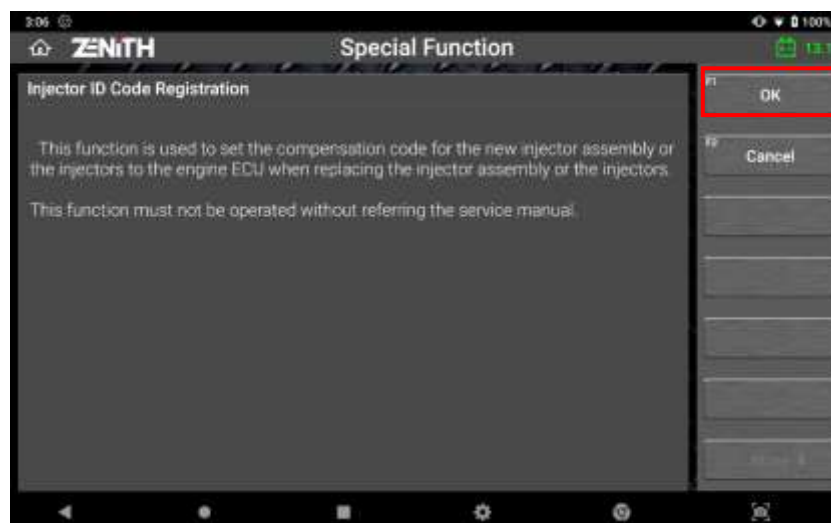 3:06
100%
ZENITH
Special Function
13.1
Injector ID Code Registration
F1
OK
This function is used to set the compensation code for the new injector assembly or
the injectors to the engine ECU when replacing the injector assembly or the injectors.
F2
Cancel
This function must not be operated without referring the service manual.